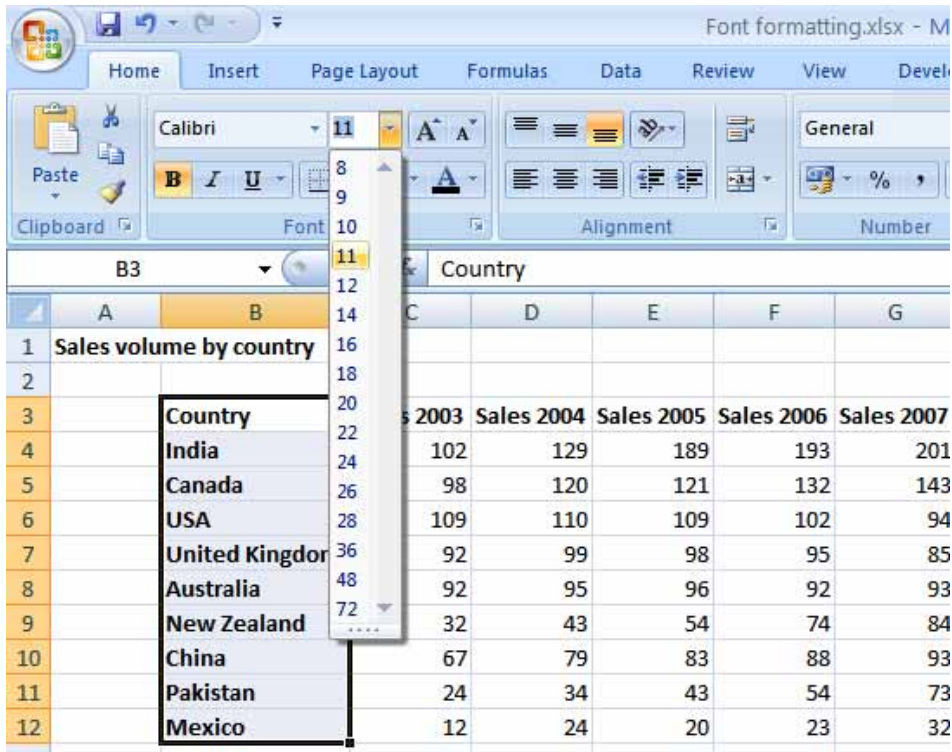 Font formatting.xlsx - M
Home Insert Page Layout Formulas Data Review View Devel
Calibri 11 A A General
Paste B I U A a % ,
Clipboard Font Alignment Number
8
9
10
11
12
14
16
18
20
22
24
26
28
36
48
72
B3 Country
A B C D E F G
1 Sales volume by country
2
3 Country s 2003 Sales 2004 Sales 2005 Sales 2006 Sales 2007
4 India 102 129 189 193 201
5 Canada 98 120 121 132 143
6 USA 109 110 109 102 94
7 United Kingdor 92 99 98 95 85
8 Australia 92 95 96 92 93
9 New Zealand 32 43 54 74 84
10 China 67 79 83 88 93
11 Pakistan 24 34 43 54 73
12 Mexico 12 24 20 23 32